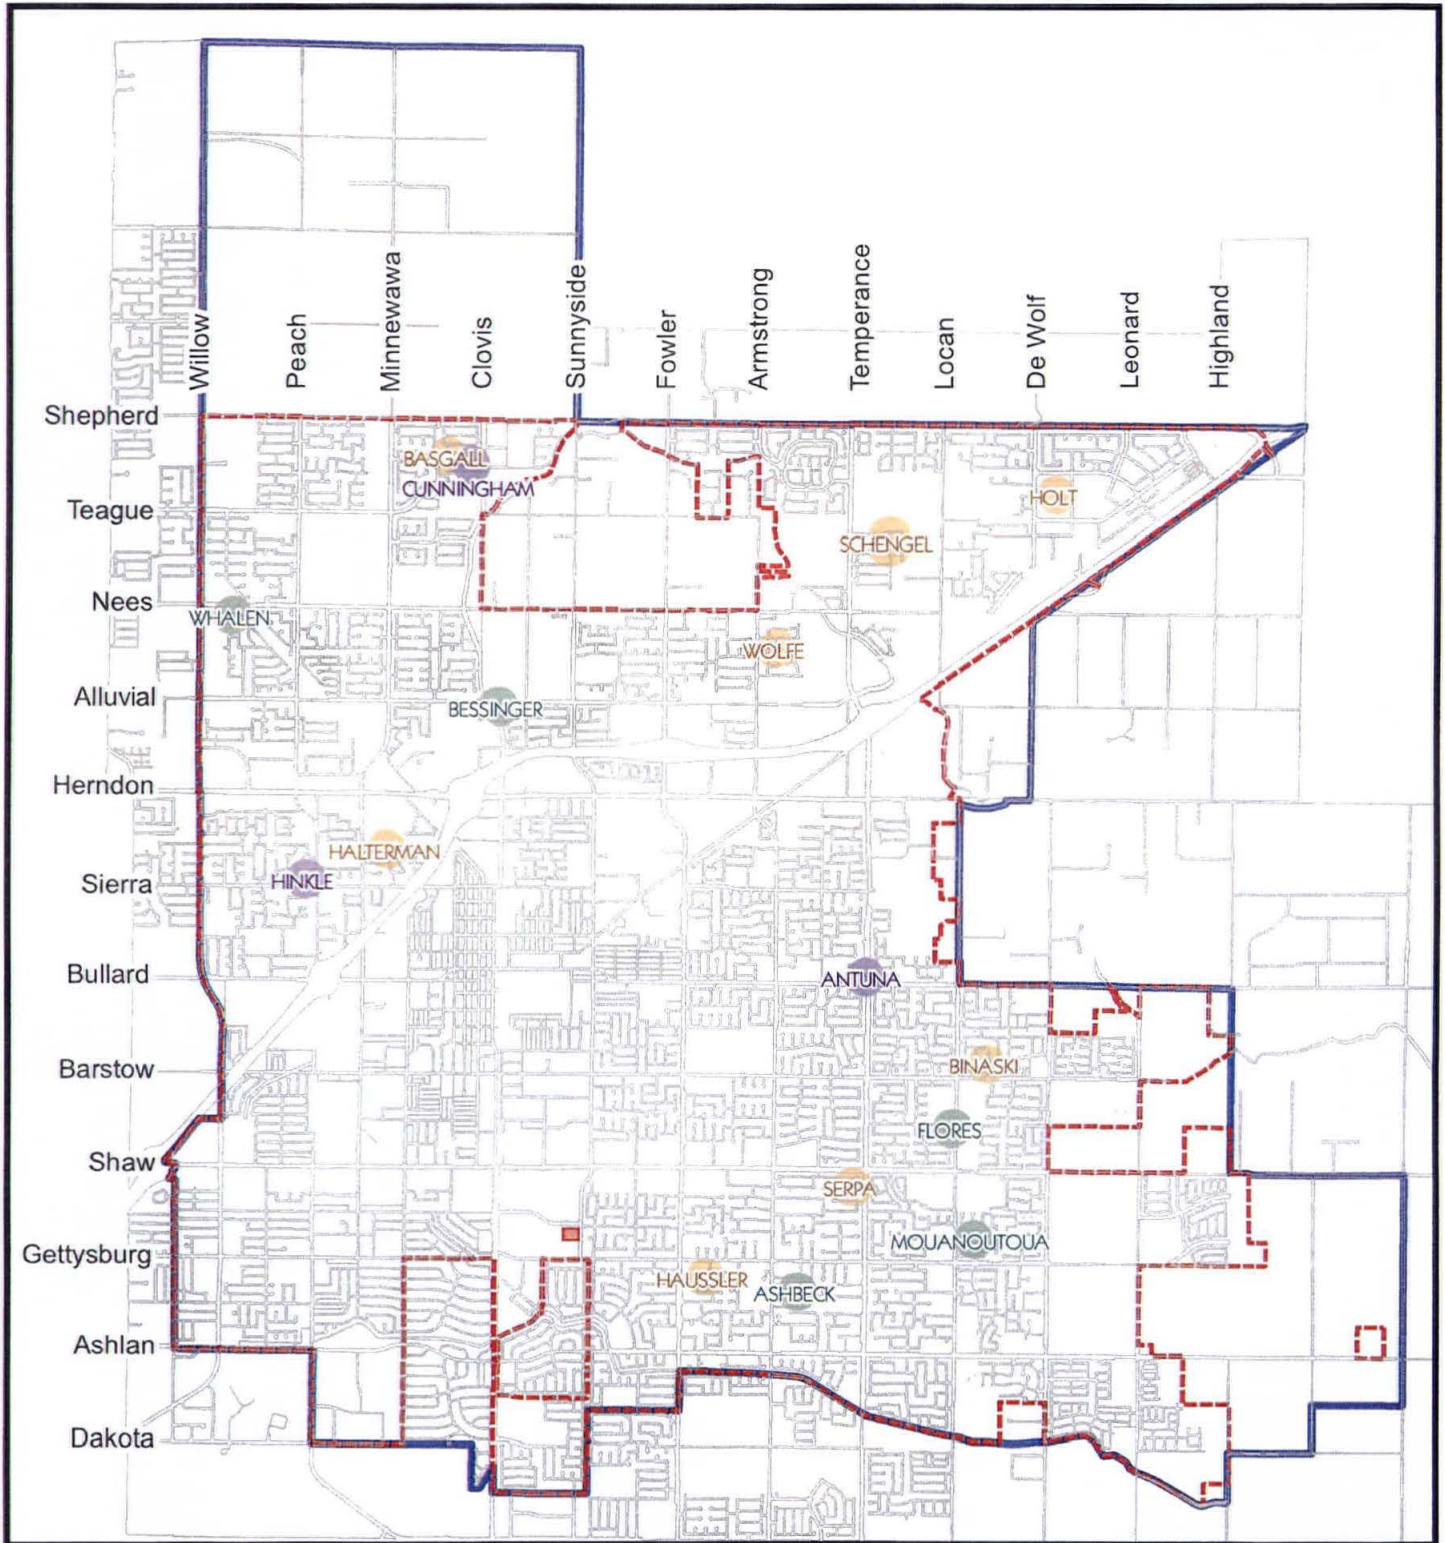 Willow
Peach
Minnewawa
Clovis
Sunnyside
Fowler
Armstrong
Temperance
Locan
De Wolf
Leonard
Highland
Shepherd
BASGALL
CUNNINGHAM
HOLT
Teague
SCHENGEL
Nees
WHALEN
WOLFE
Alluvial
BESSINGER
Herndon
HALTERMAN
HINKLE
Sierra
Bullard
ANTUNA
Barstow
BINASKI
FLORES
Shaw
SERPA
MOUANOUTOUA
Gettysburg
HAUSSLER
ASHBECK
Ashlan
Dakota